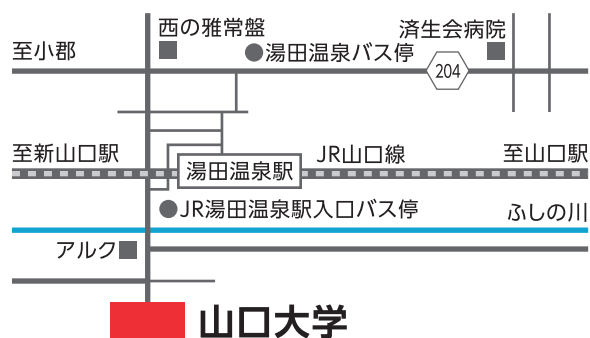 西の雅常盤
済生会病院
至小郡
湯田温泉バス停
204
至新山口駅
JR山口線
至山口駅
湯田温泉駅
JR湯田温泉駅入口バス停
ふしの川
アルク
山口大学